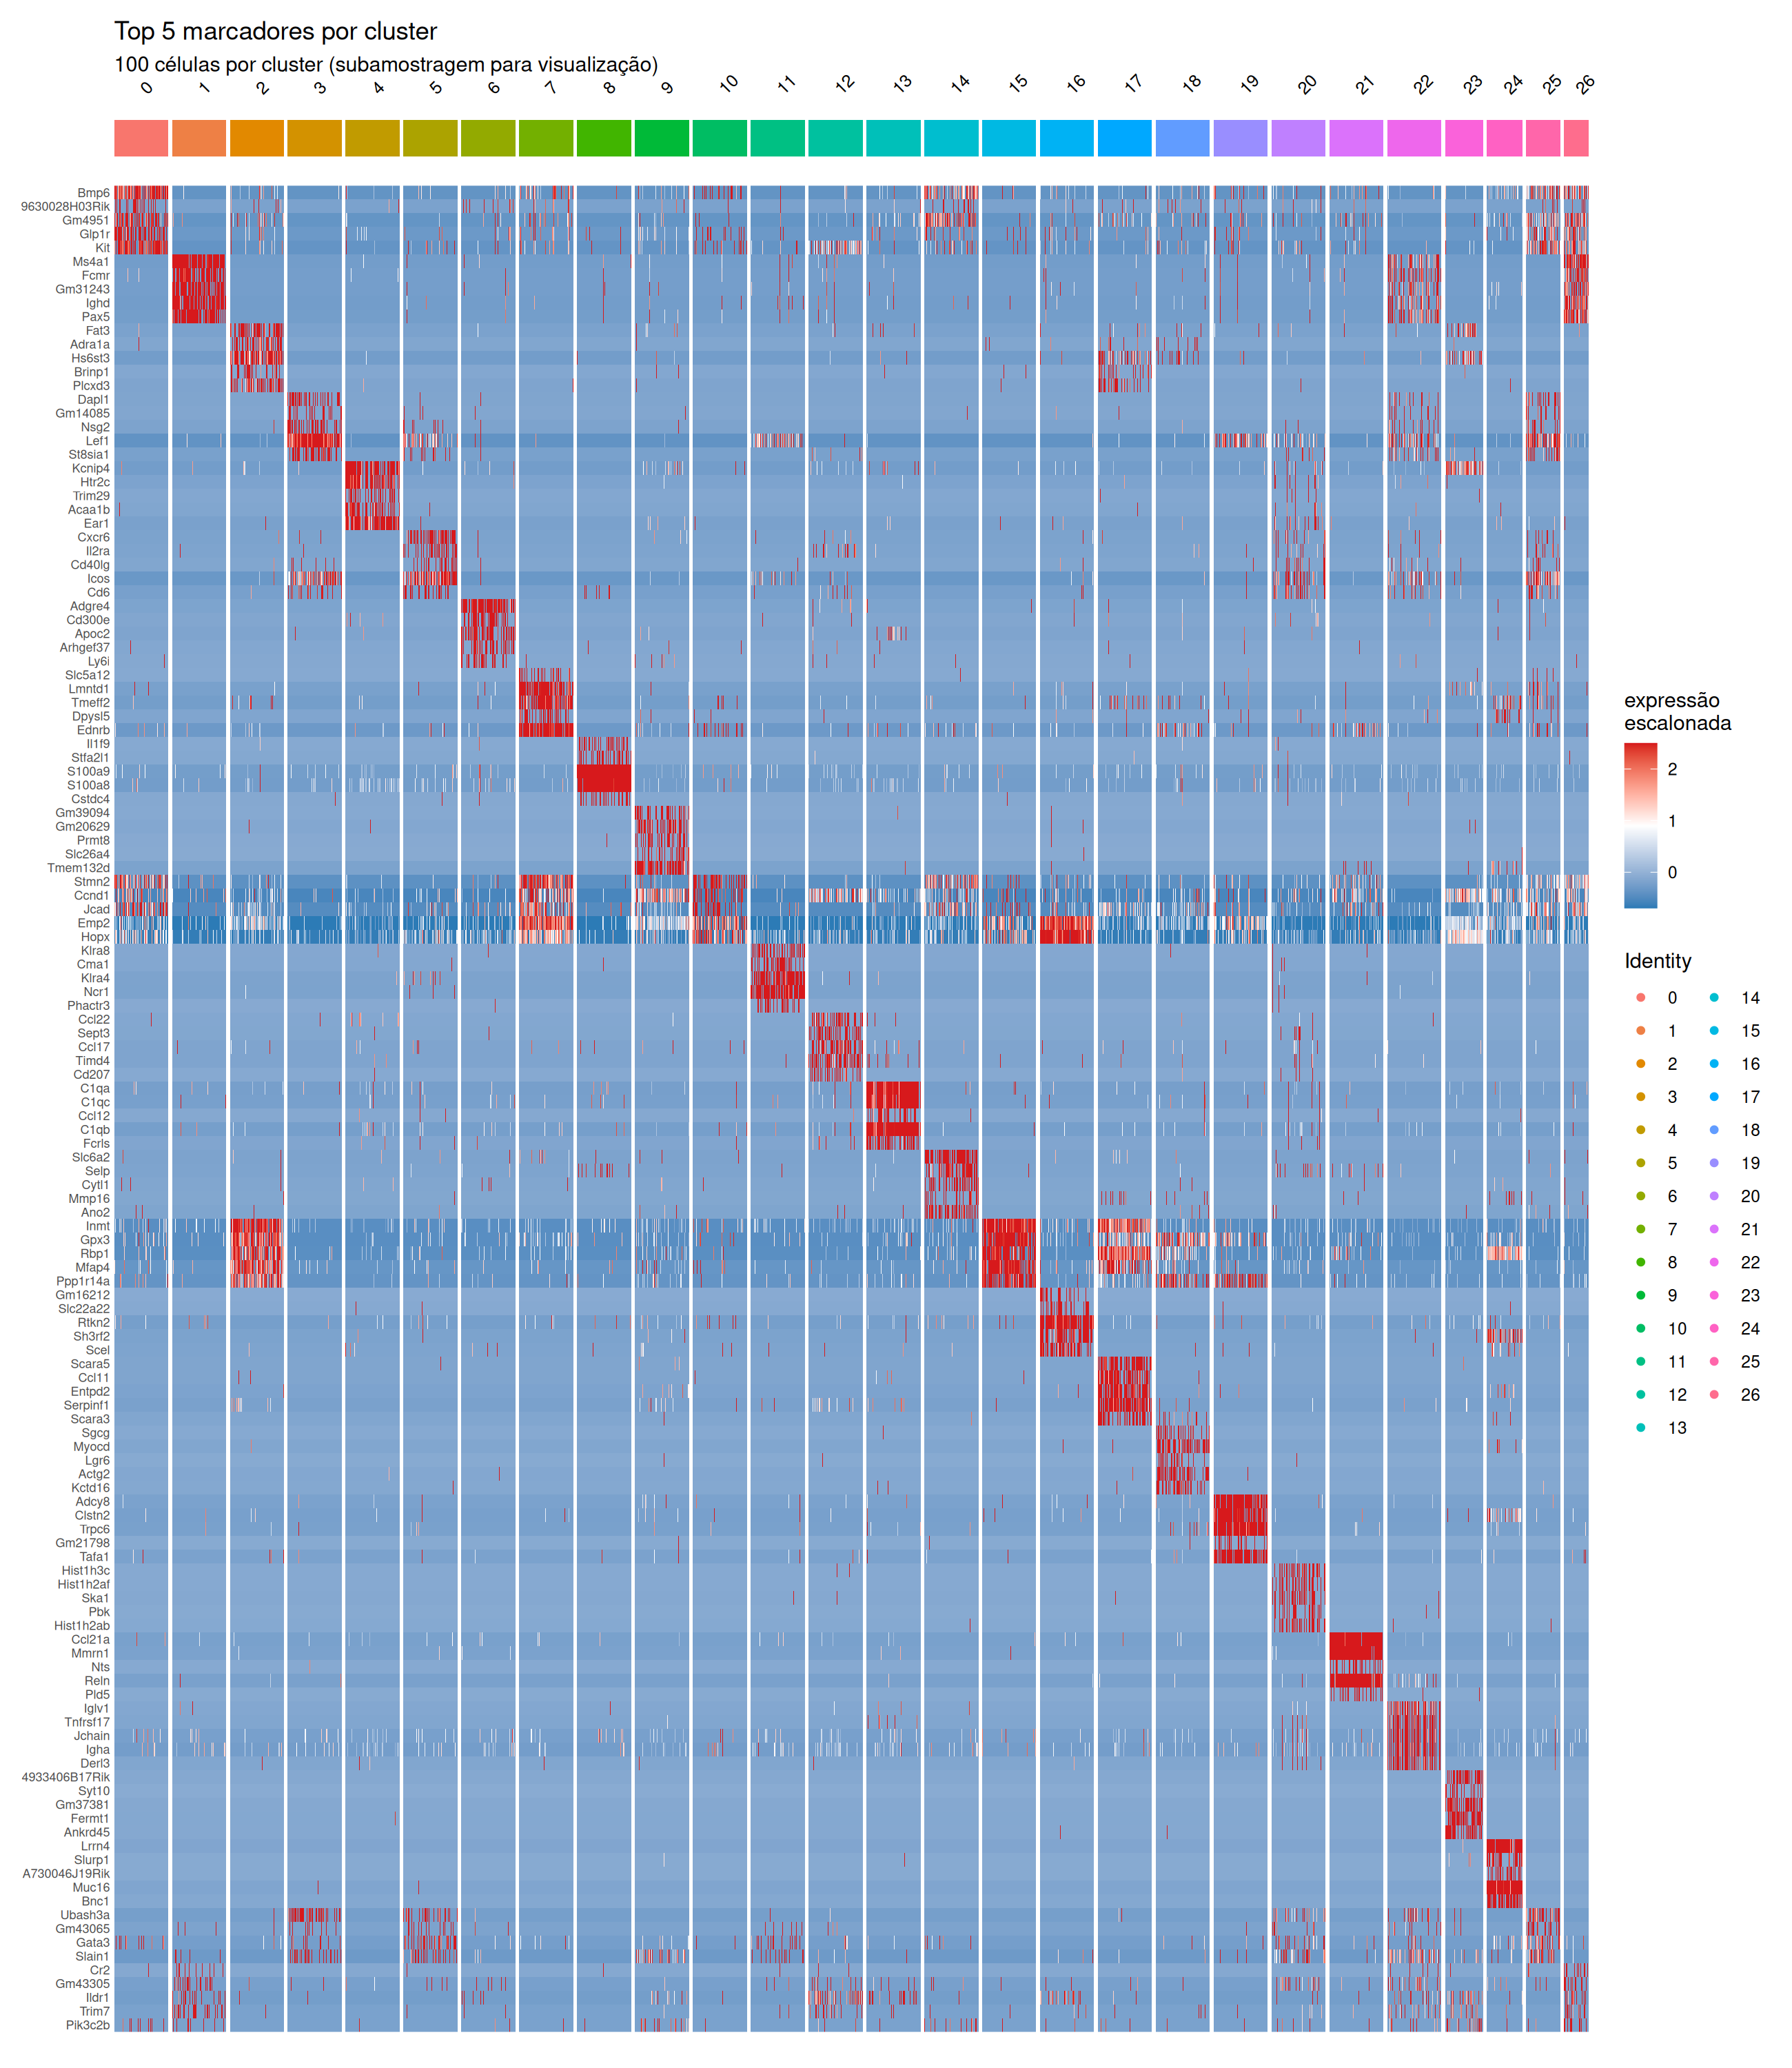 Top 5 marcadores por cluster
100 células por cluster (subamostragem para visualização)
0 1 2 3 4 5 6 7 8 9 10 11 12 13 14 15 16 17 18 19 20 21 22 23 24 25 26
Bmp6
9630028H03Rik
Gm4951
Glp1r
Kit
Ms4a1
Fcmr
Gm31243
Ighd
Pax5
Fat3
Adra1a
Hs6st3
Brinp1
Plcxd3
Dapl1
Gm14085
Nsg2
Lef1
St8sia1
Kcnip4
Htr2c
Trim29
Acaa1b
Ear1
Cxcr6
Il2ra
Cd40lg
Icos
Cd6
Adgre4
Cd300e
Apoc2
Arhgef37
Ly6i
Slc5a12
Lmntd1
Tmeff2
Dpysl5
Ednrb
Il1f9
Stfa2l1
S100a9
S100a8
Cstdc4
Gm39094
Gm20629
Prmt8
Slc26a4
Tmem132d
Stmn2
Ccnd1
Jcad
Emp2
Hopx
Klra8
Cma1
Klra4
Ncr1
Phactr3
Ccl22
Sept3
Ccl17
Timd4
Cd207
C1qa
C1qc
Ccl12
C1qb
Fcrls
Slc6a2
Selp
Cytl1
Mmp16
Ano2
Inmt
Gpx3
Rbp1
Mfap4
Ppp1r14a
Gm16212
Slc22a22
Rtkn2
Sh3rf2
Scel
Scara5
Ccl11
Entpd2
Serpinf1
Scara3
Sgcg
Myocd
Lgr6
Actg2
Kctd16
Adcy8
Clstn2
Trpc6
Gm21798
Tafa1
Hist1h3c
Hist1h2af
Ska1
Pbk
Hist1h2ab
Ccl21a
Mmrn1
Nts
Reln
Pld5
Iglv1
Tnfrsf17
Jchain
Igha
Derl3
4933406B17Rik
Syt10
Gm37381
Fermt1
Ankrd45
Lrrn4
Slurp1
A730046J19Rik
Muc16
Bnc1
Ubash3a
Gm43065
Gata3
Slain1
Cr2
Gm43305
Ildr1
Trim7
Pik3c2b
expressão
escalonada
2
1
0
Identity
0 14
1 15
2 16
3 17
4 18
5 19
6 20
7 21
8 22
9 23
10 24
11 25
12 26
13